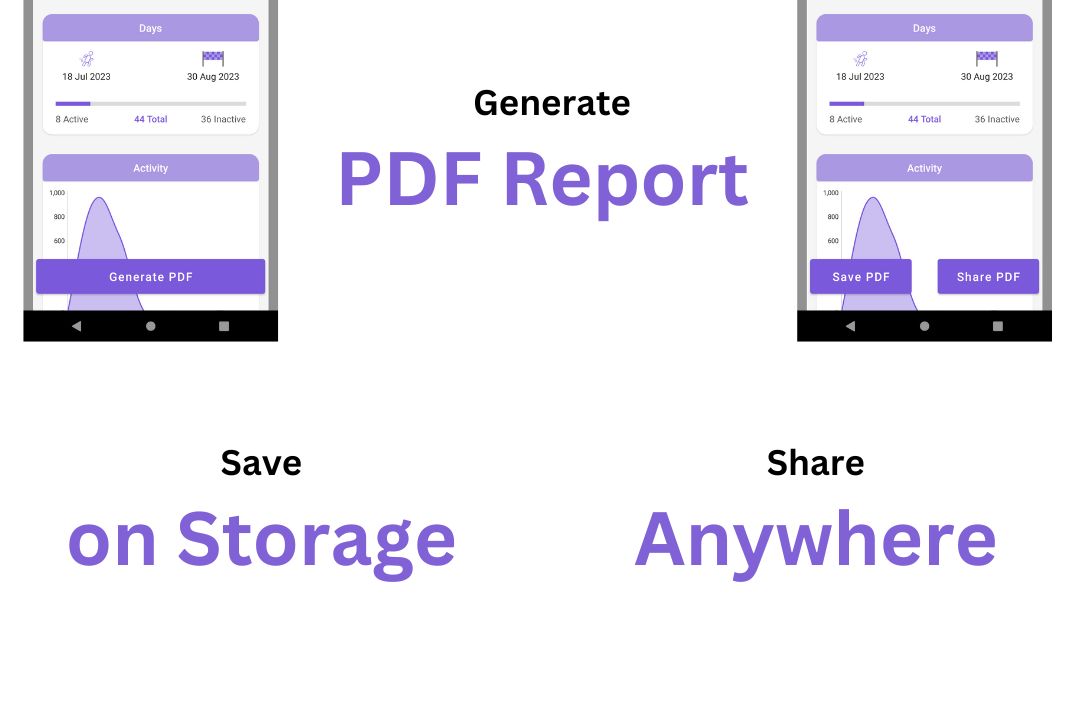 Days
18 Jul 2023 30 Aug 2023
8 Active 44 Total 36 Inactive
Activity
1,000
800
600
Generate PDF
Generate
PDF Report
Days
18 Jul 2023 30 Aug 2023
8 Active 44 Total 36 Inactive
Activity
1,000
800
600
Save PDF Share PDF
Save
on Storage
Share
Anywhere